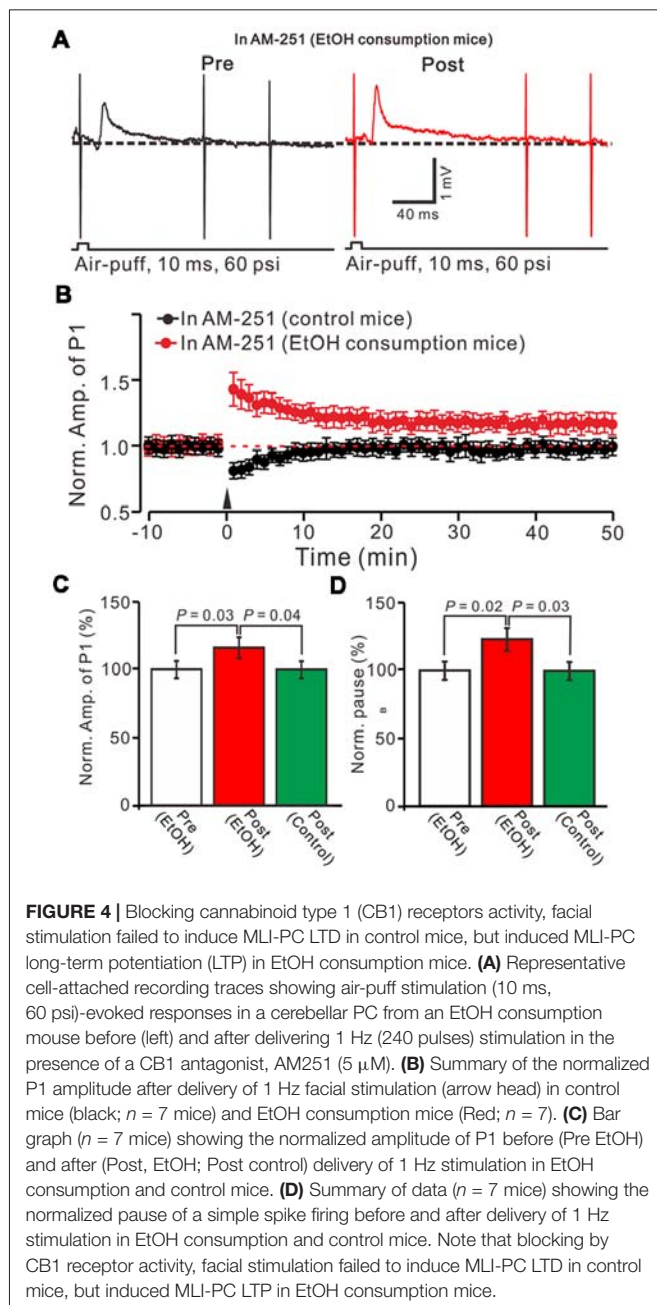 A
In AM-251 (EtOH consumption mice)
Pre
Post
1 mV
40 ms
Air-puff, 10 ms, 60 psi
Air-puff, 10 ms, 60 psi
B
In AM-251 (control mice)
In AM-251 (EtOH consumption mice)
Norm. Amp. of P1
1.5
1.0
0.5
-10
0
10
20
30
40
50
Time (min)
C
Norm. Amp. of P1 (%)
150
100
50
0
P = 0.03
P = 0.04
Pre
(EtOH)
Post
(EtOH)
Post
(Control)
D
Norm. pause (%)
B
150
100
50
0
P = 0.02
P = 0.03
Pre
(EtOH)
Post
(EtOH)
Post
(Control)
FIGURE 4 | Blocking cannabinoid type 1 (CB1) receptors activity, facial
stimulation failed to induce MLI-PC LTD in control mice, but induced MLI-PC
long-term potentiation (LTP) in EtOH consumption mice. (A) Representative
cell-attached recording traces showing air-puff stimulation (10 ms,
60 psi)-evoked responses in a cerebellar PC from an EtOH consumption
mouse before (left) and after delivering 1 Hz (240 pulses) stimulation in the
presence of a CB1 antagonist, AM251 (5 μM). (B) Summary of the normalized
P1 amplitude after delivery of 1 Hz facial stimulation (arrow head) in control
mice (black; n = 7 mice) and EtOH consumption mice (Red; n = 7). (C) Bar
graph (n = 7 mice) showing the normalized amplitude of P1 before (Pre EtOH)
and after (Post, EtOH; Post control) delivery of 1 Hz stimulation in EtOH
consumption and control mice. (D) Summary of data (n = 7 mice) showing the
normalized pause of a simple spike firing before and after delivery of 1 Hz
stimulation in EtOH consumption and control mice. Note that blocking by
CB1 receptor activity, facial stimulation failed to induce MLI-PC LTD in control
mice, but induced MLI-PC LTP in EtOH consumption mice.